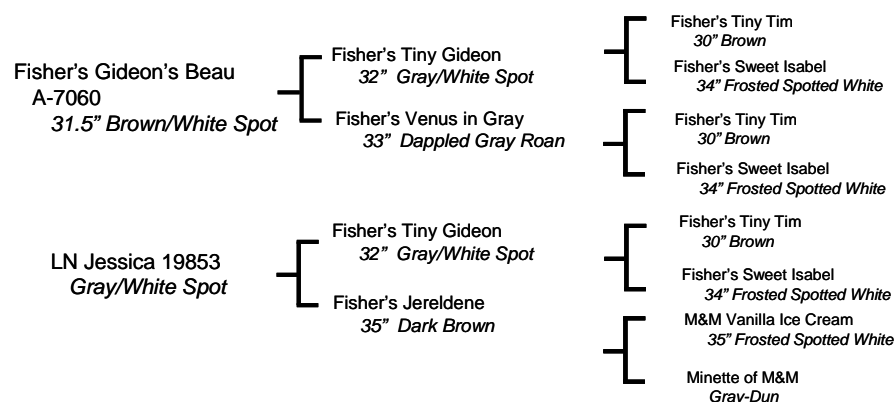 Fisher's Gideon's Beau
A-7060
31.5” Brown/White Spot
LN Jessica 19853
Gray/White Spot
Fisher's Tiny Gideon
32” Gray/White Spot
Fisher's Venus in Gray
33” Dappled Gray Roan
Fisher's Tiny Gideon
32” Gray/White Spot
Fisher's Jereldene
35” Dark Brown
Fisher's Tiny Tim
30” Brown
Fisher's Sweet Isabel
34” Frosted Spotted White
Fisher's Tiny Tim
30” Brown
Fisher's Sweet Isabel
34” Frosted Spotted White
Fisher's Tiny Tim
30” Brown
Fisher's Sweet Isabel
34” Frosted Spotted White
M&M Vanilla Ice Cream
35” Frosted Spotted White
Minette of M&M
Gray-Dun